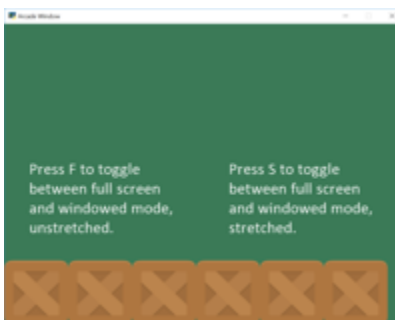 Arcade Window
Press F to toggle
between full screen
and windowed mode,
unstretched.
Press S to toggle
between full screen
and windowed mode,
stretched.